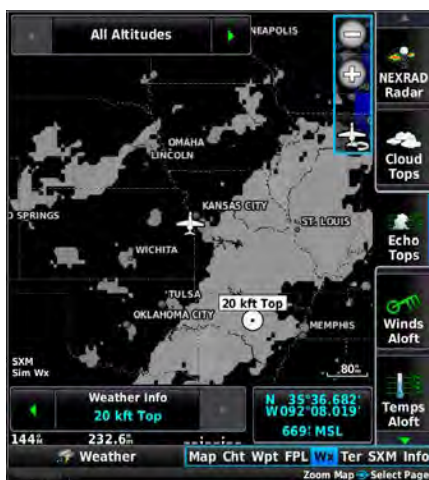 All Altitudes
NEAPOLIS
NEXRAD
Radar
Cloud
Tops
OMAHA
LINCOLN
KANSAS CITY
SPRINGS
ST. LOUIS
Echo
Tops
WICHITA
TULSA
20 kft Top
OKLAHOMA CITY
MEMPHIS
Winds
Aloft
SXM
Sim Wx
80
Weather Info
20 kft Top
N 35°36.682'
W092°08.019'
669 MSL
Temps
Aloft
144
232.6
Weather
Map Cht Wpt FPL Wx Ter SXM Info
Zoom Map Select Page